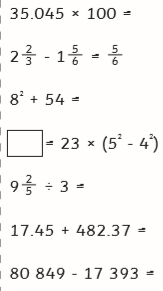 35.045 × 100 =
2 2/3 - 1 5/6 = 5/6
8² + 54 =
= 23 × (5² - 4²)
9 2/5 ÷ 3 =
17.45 + 482.37 =
80 849 - 17 393 =